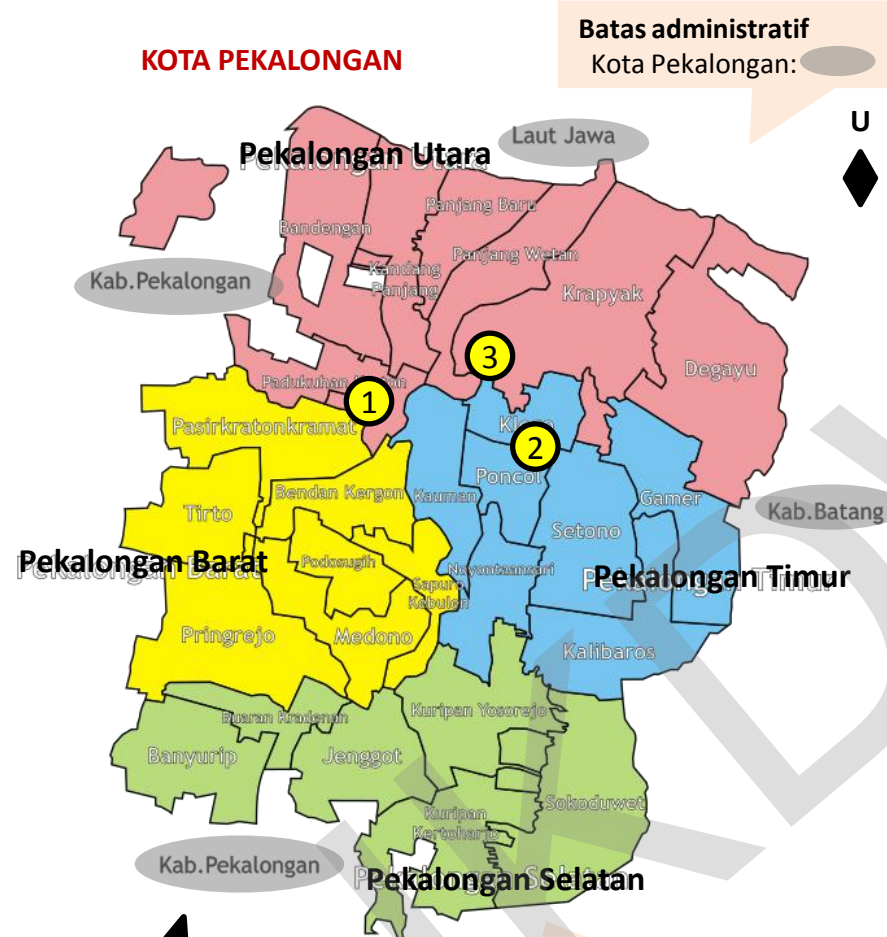 Batas administratif
Kota Pekalongan:
KOTA PEKALONGAN
U
Laut Jawa
Pekalongan Utara
Panjang Baru
Bandengan
Panjang Wetan
Kandang
Panjang
Kab.Pekalongan
Krapyak
3
Degayu
Padukuhan
1
Pasirkratonkramat
2
Poncol
Bendan Kergon
Kauman
Gamer
Tirto
Kab.Batang
Setono
Pekalongan Barat
Podosugih
Pekalongan Timur
Sapuro
Kebulen
Pringrejo
Medono
Kalibaros
Buaran Kradenan
Kuripan Yosorejo
Banyurip
Jenggot
Sokoduwet
Kuripan
Kertoharjo
Kab.Pekalongan
Pekalongan Selatan